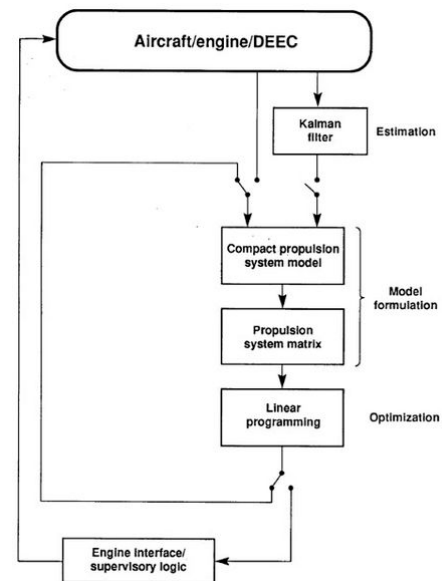 Aircraft/engine/DEEC
Kalman
filter
Estimation
Compact propulsion
system model
Model
formulation
Propulsion
system matrix
Linear
programming
Optimization
Engine interface/
supervisory logic